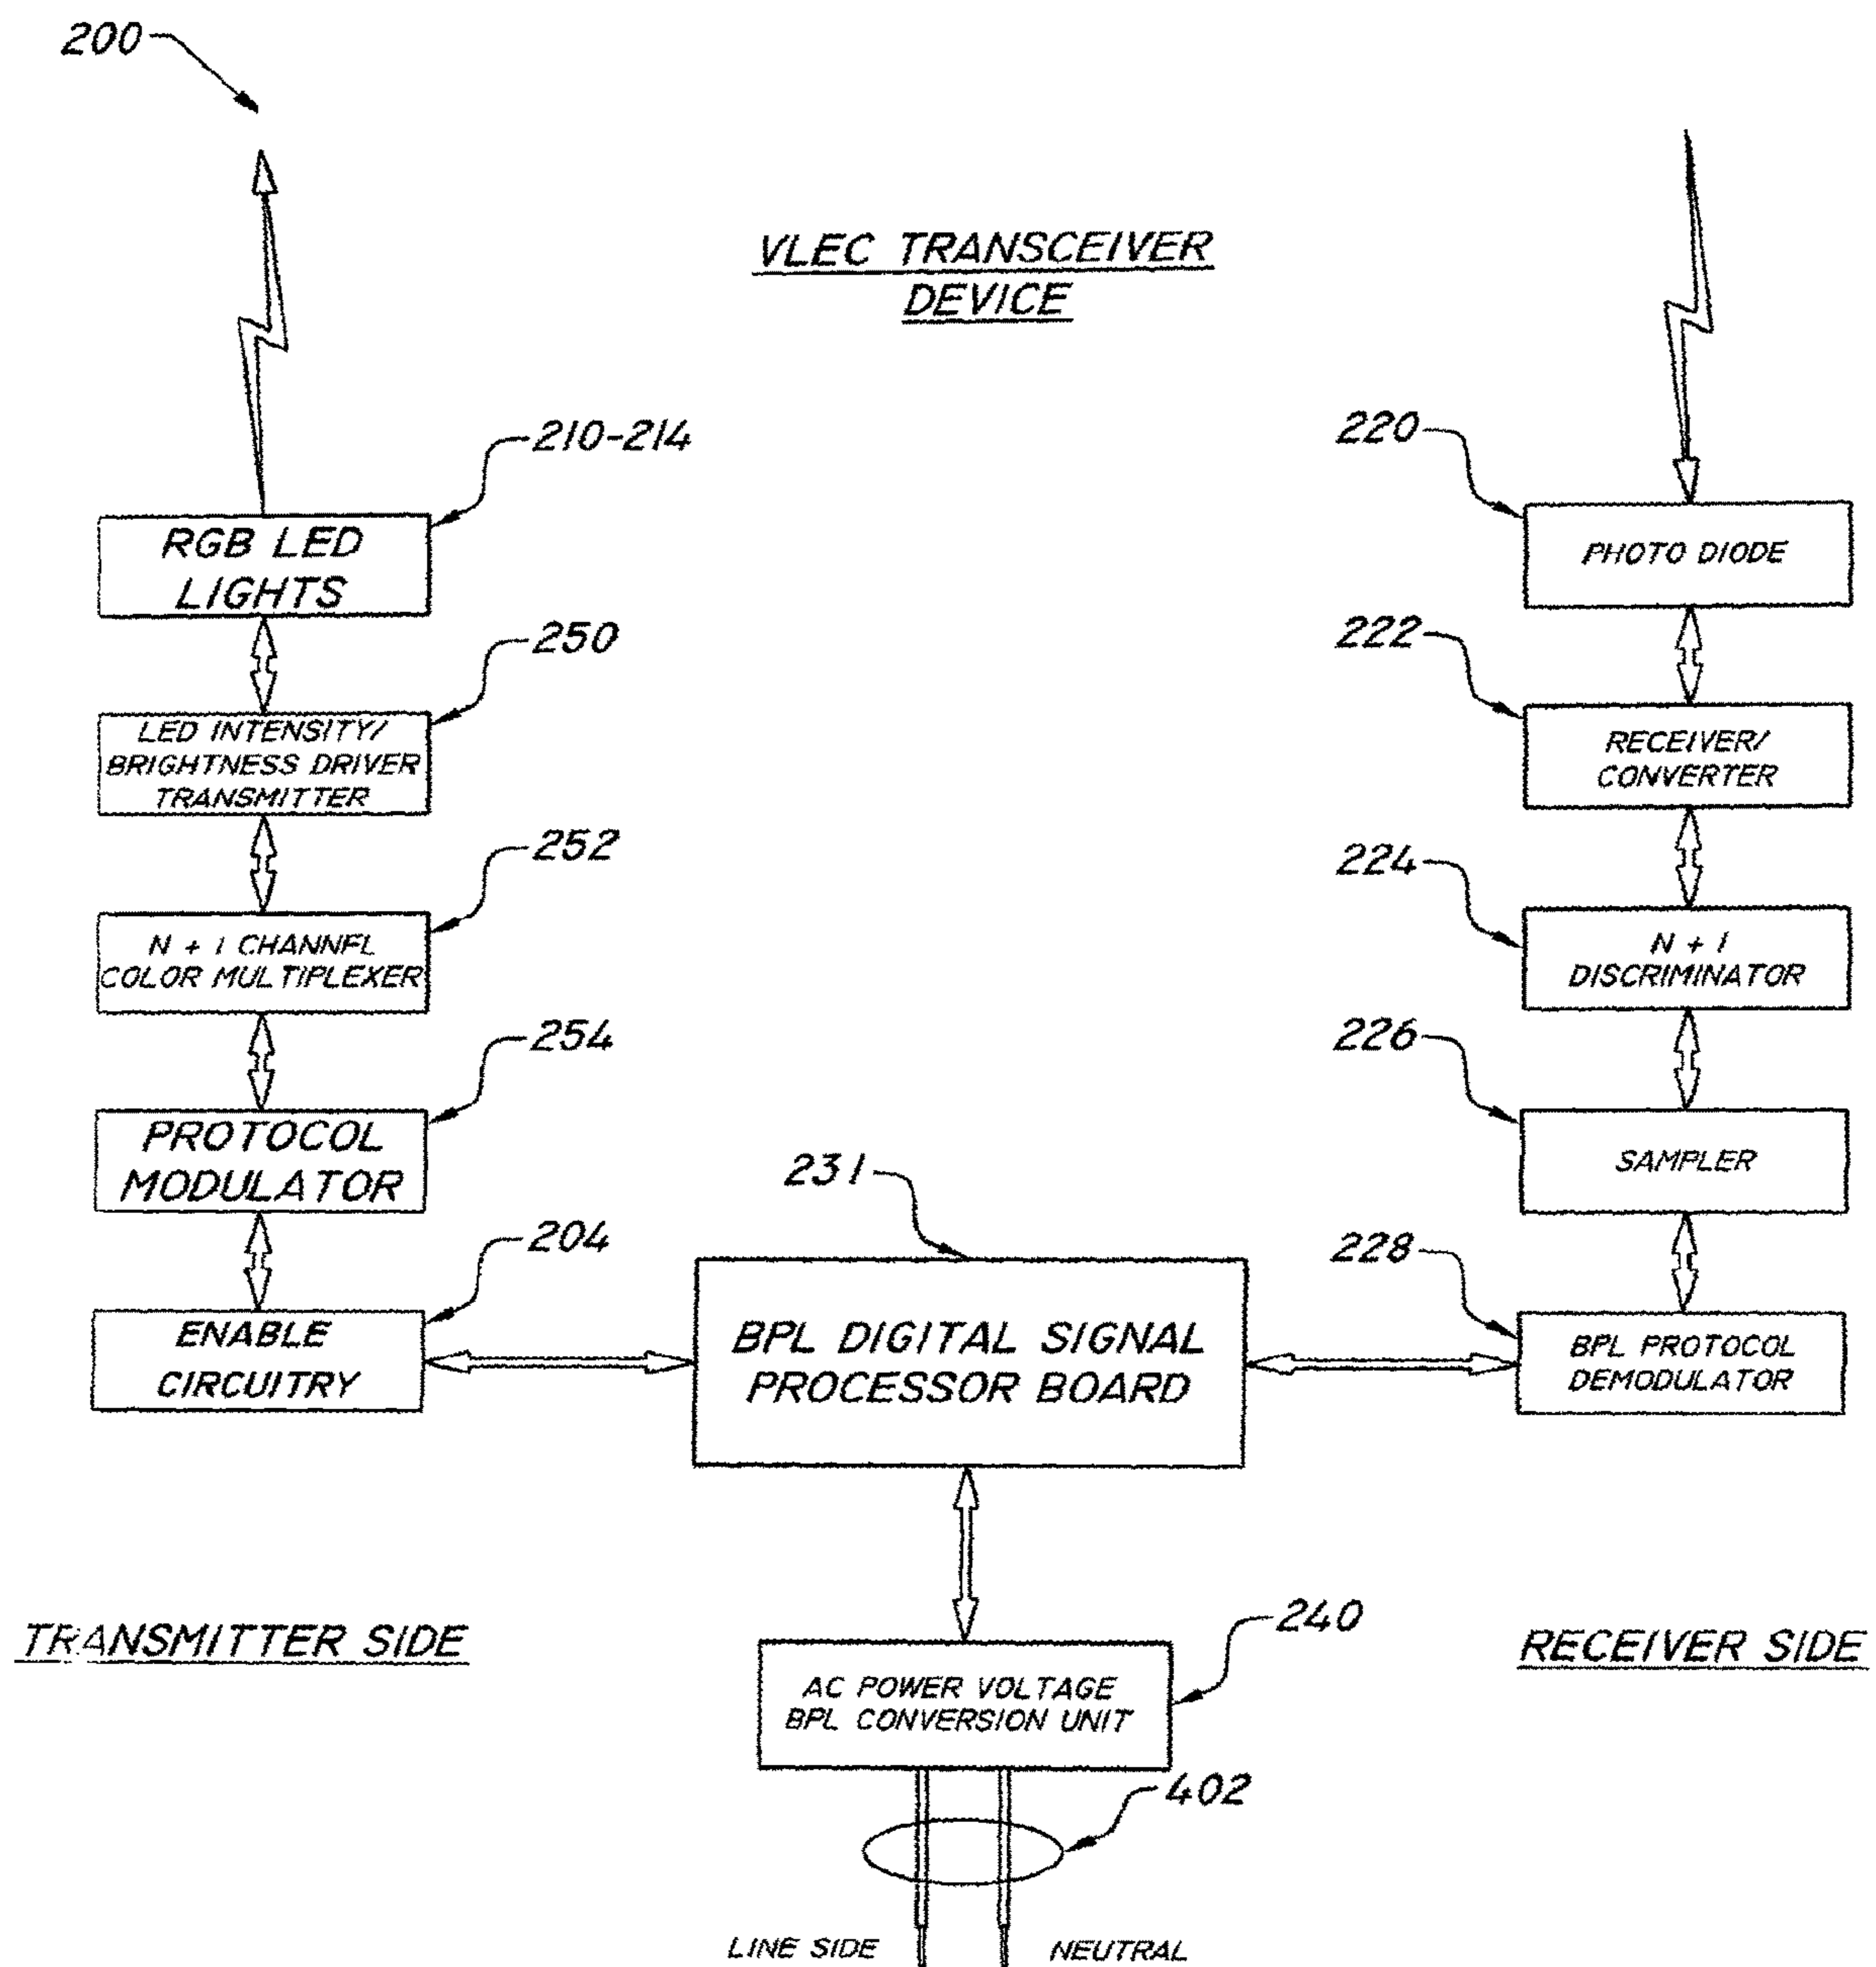 200
VLEC TRANSCEIVER
DEVICE
210-214
RGB LED
LIGHTS
250
LED INTENSITY/
BRIGHTNESS DRIVER
TRANSMITTER
252
N + 1 CHANNEL
COLOR MULTIPLEXER
254
PROTOCOL
MODULATOR
204
ENABLE
CIRCUITRY
231
BPL DIGITAL SIGNAL
PROCESSOR BOARD
220
PHOTO DIODE
222
RECEIVER/
CONVERTER
224
N + 1
DISCRIMINATOR
226
SAMPLER
228
BPL PROTOCOL
DEMODULATOR
TRANSMITTER SIDE
240
AC POWER VOLTAGE
BPL CONVERSION UNIT
RECEIVER SIDE
402
LINE SIDE
NEUTRAL